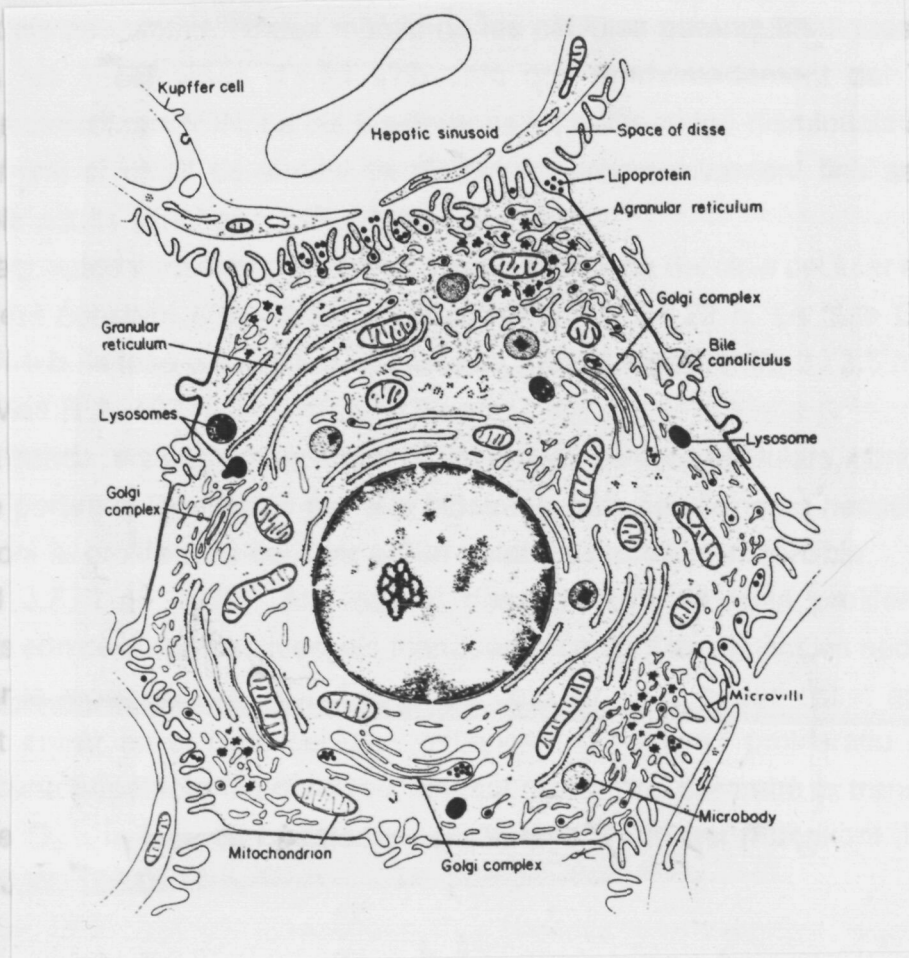 Kupffer cell
Hepatic sinusoid
Space of disse
Lipoprotein
Agranular reticulum
Golgi complex
Granular
reticulum
Bile
canaliculus
Lysosomes
Lysosome
Golgi
complex
Microvilli
Microbody
Mitochondrian
Golgi complex